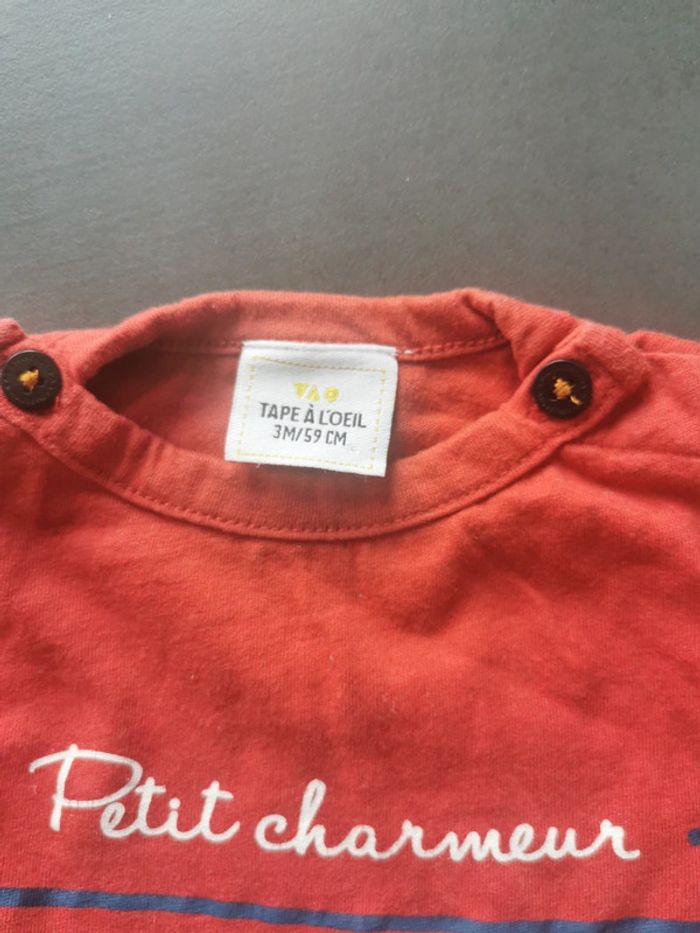 TAO
TAPE À L'OEIL
3M/59 CM
Petit charmeur